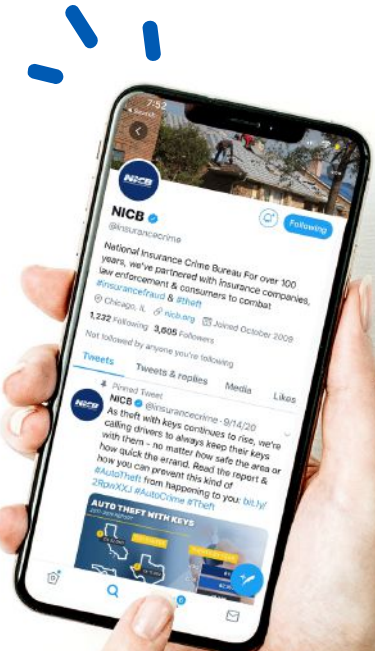 7:52
Search
NICB
NICB
Following
@insurancecrime
National Insurance Crime Bureau For over 100
years, we've partnered with insurance companies,
law enforcement & consumers to combat
#insurancefraud & #theft
Chicago, IL nicb.org Joined October 2009
1,232 Following 3,605 Followers
Not followed by anyone you're following
Tweets Tweets & replies Media Likes
Pinned Tweet
NICB
NICB @insurancecrime · 9/14/20
As theft with keys continues to rise, we're
calling drivers to always keep their keys
with them - no matter how safe the area or
how quick the errand. Read the report &
how you can prevent this kind of
#AutoTheft from happening to you: bit.ly/
2RpwXXJ #AutoCrime #Theft
AUTO THEFT WITH KEYS